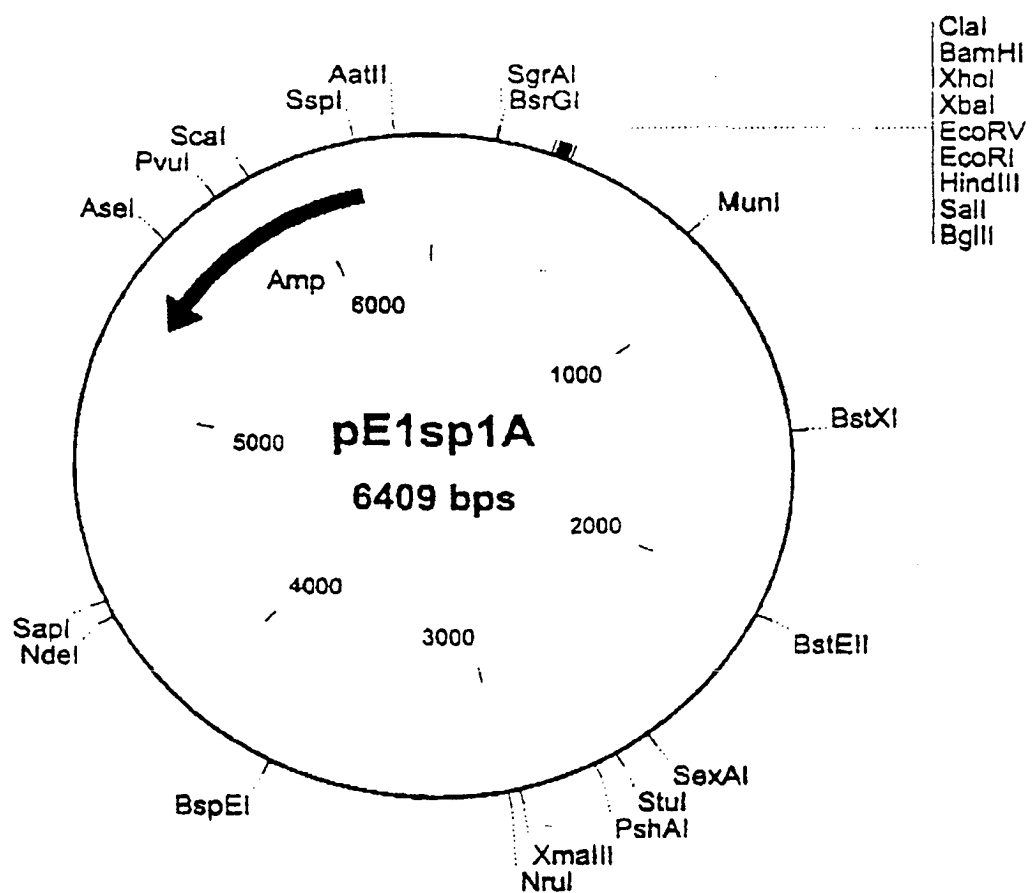 ClaI
BamHI
XhoI
XbaI
EcoRV
EcoRI
HindIII
SalI
BglII
AatII
SspI
SgrAI
BsrGI
ScaI
PvuI
AseI
MunI
Amp
6000
1000
BstXI
5000
pE1sp1A
6409 bps
2000
4000
3000
SapI
NdeI
BstEII
BspEI
SexAI
StuI
PshAI
XmaIII
NruI